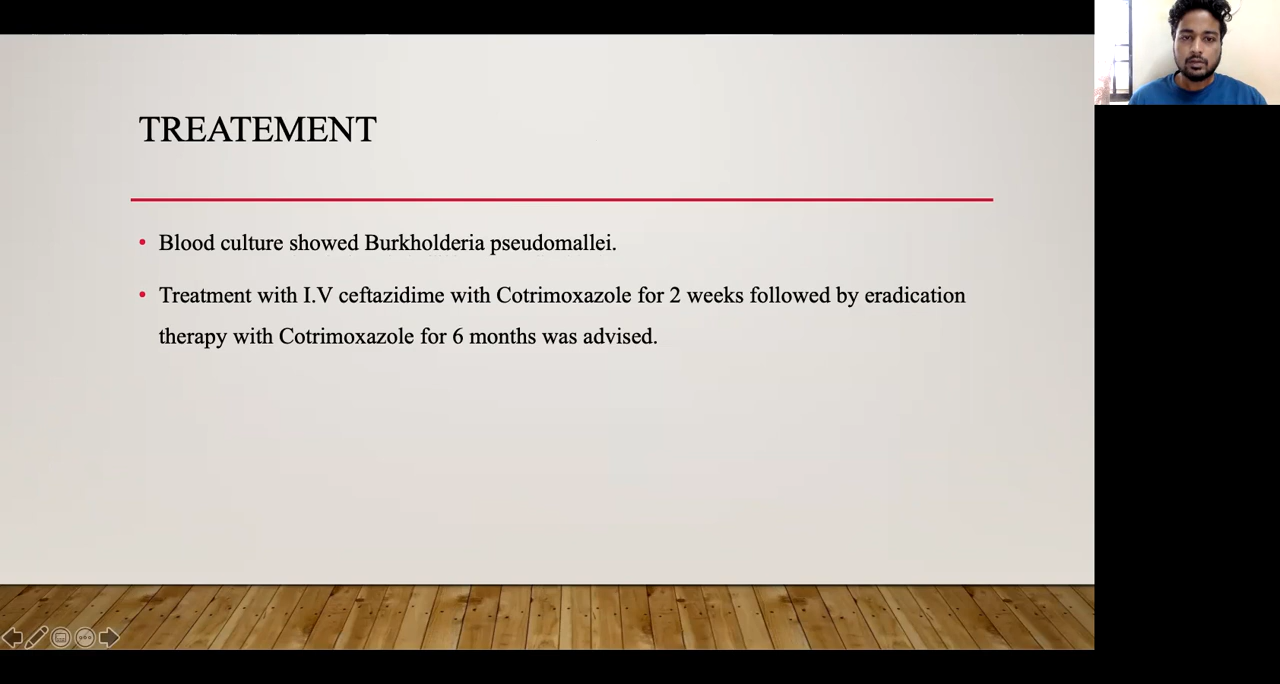 TREATEMENT
• Blood culture showed Burkholderia pseudomallei.
• Treatment with I.V ceftazidime with Cotrimoxazole for 2 weeks followed by eradication
therapy with Cotrimoxazole for 6 months was advised.